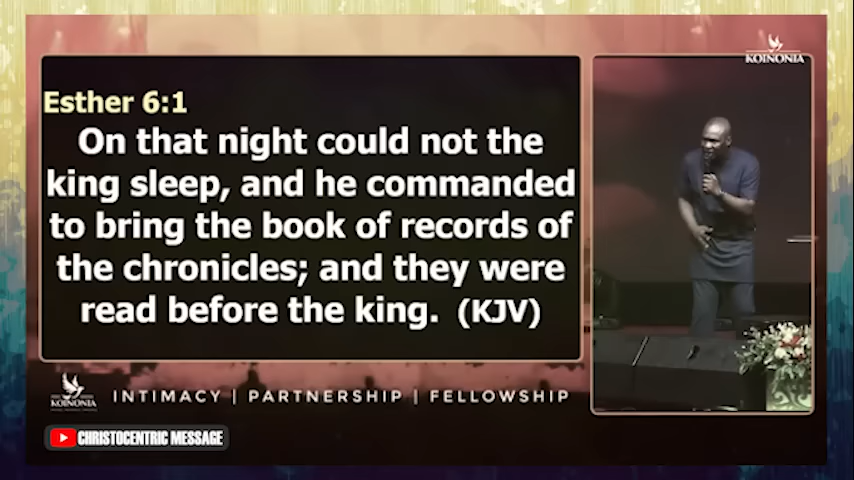 KOINONIA
Esther 6:1
On that night could not the
king sleep, and he commanded
to bring the book of records of
the chronicles; and they were
read before the king. (KJV)
KOINONIA
INTIMACY | PARTNERSHIP | FELLOWSHIP
CHRISTOCENTRIC MESSAGE